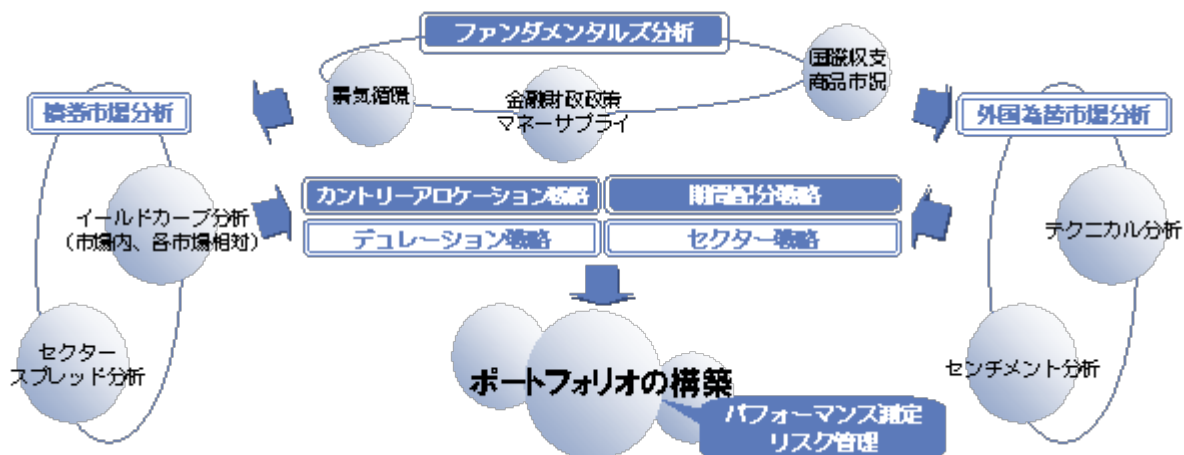 ファンダメンタルズ分析
景気循環
金融財政政策
マネーサプライ
国際収支
商品市況
債券市場分析
外国為替市場分析
イールドカーブ分析
(市場内、各市場相対)
セクター
スプレッド分析
カントリーアロケーション戦略
期間配分戦略
デュレーション戦略
セクター戦略
テクニカル分析
センチメント分析
ポートフォリオの構築
パフォーマンス測定
リスク管理